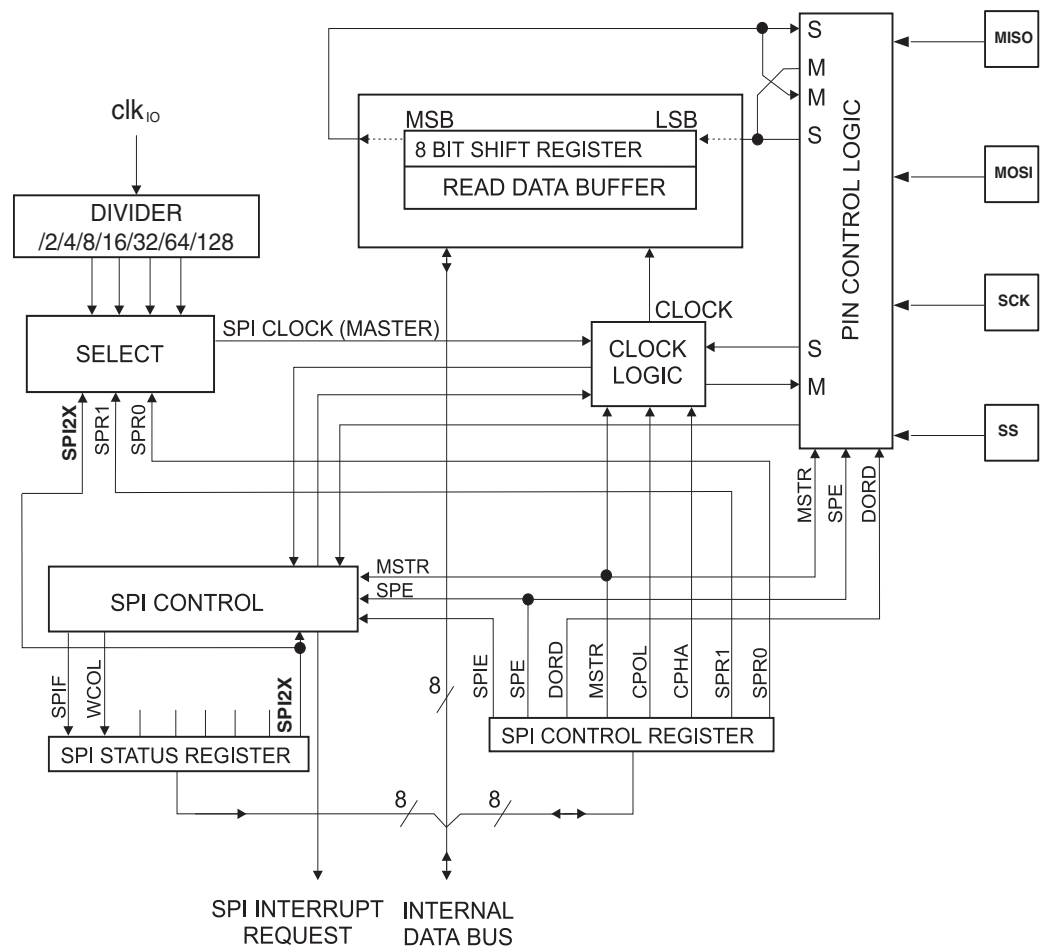 S
MISO
M
clk IO
M
MSB
LSB
S
8 BIT SHIFT REGISTER
READ DATA BUFFER
PIN CONTROL LOGIC
MOSI
DIVIDER
/2/4/8/16/32/64/128
SCK
CLOCK
SPI CLOCK (MASTER)
SELECT
CLOCK
LOGIC
S
M
SPI2X
SPR1
SPR0
SS
MSTR
SPE
DORD
MSTR
SPE
SPI CONTROL
SPIF
WCOL
SPI2X
8
SPIE
SPE
DORD
MSTR
CPOL
CPHA
SPR1
SPR0
SPI STATUS REGISTER
SPI CONTROL REGISTER
8
8
SPI INTERRUPT
REQUEST
INTERNAL
DATA BUS